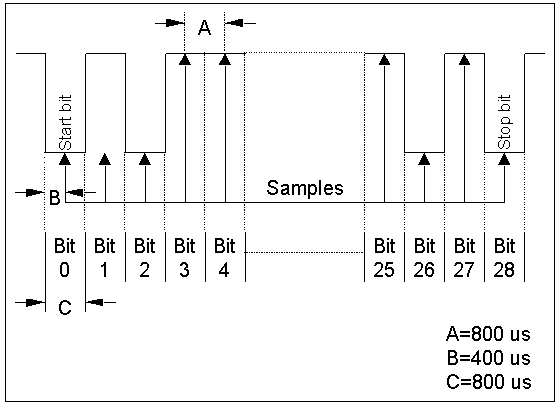 A
Start bit
Stop bit
B
Samples
Bit 0
Bit 1
Bit 2
Bit 3
Bit 4
Bit 25
Bit 26
Bit 27
Bit 28
C
A=800 us
B=400 us
C=800 us